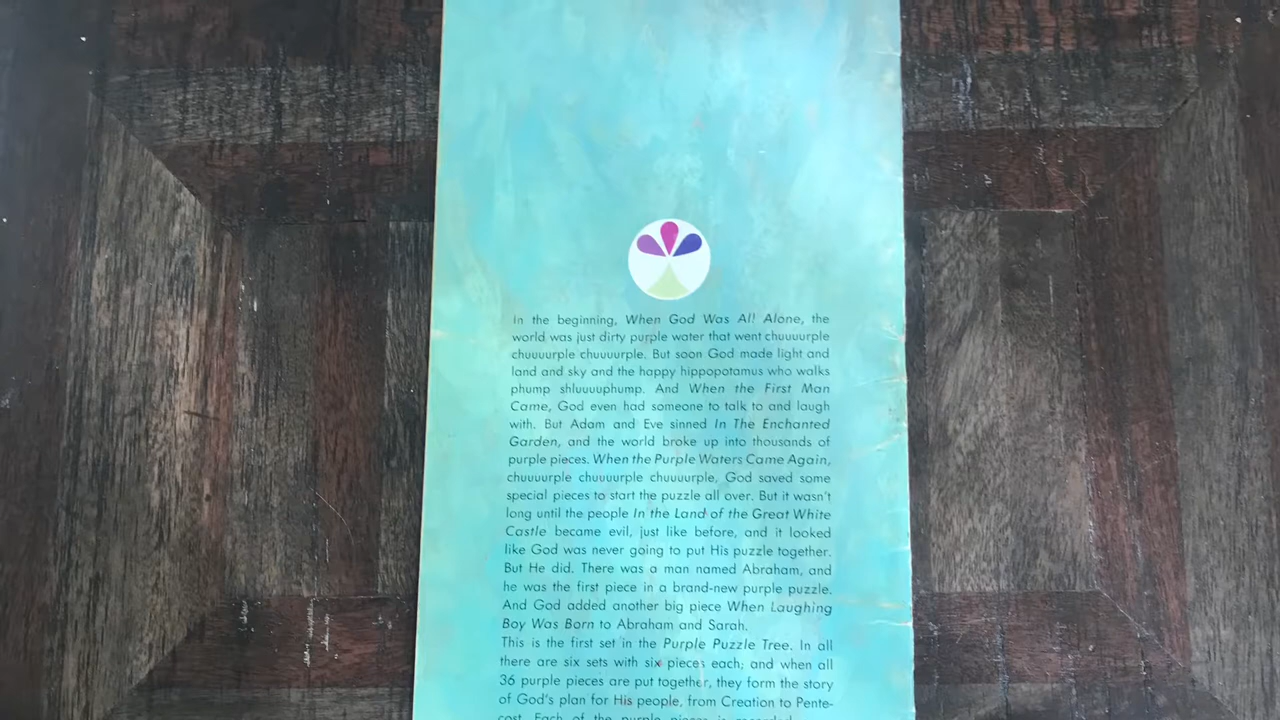 In the beginning, When God Was All Alone, the
world was just dirty purple water that went chuuuurple
chuuuurple chuuuurple. But soon God made light and
land and sky and the happy hippopotamus who walks
phump shluuuuphump. And When the First Man
Came, God even had someone to talk to and laugh
with. But Adam and Eve sinned In The Enchanted
Garden, and the world broke up into thousands of
purple pieces. When the Purple Waters Came Again,
chuuuurple chuuuurple chuuuurple, God saved some
special pieces to start the puzzle all over. But it wasn't
long until the people In the Land of the Great White
Castle became evil, just like before, and it looked
like God was never going to put His puzzle together.
But He did. There was a man named Abraham, and
he was the first piece in a brand-new purple puzzle.
And God added another big piece When Laughing
Boy Was Born to Abraham and Sarah.
This is the first set in the Purple Puzzle Tree. In all
there are six sets with six pieces each; and when all
36 purple pieces are put together, they form the story
of God's plan for His people, from Creation to Pente-
cost. Each of the purple pieces is recorded